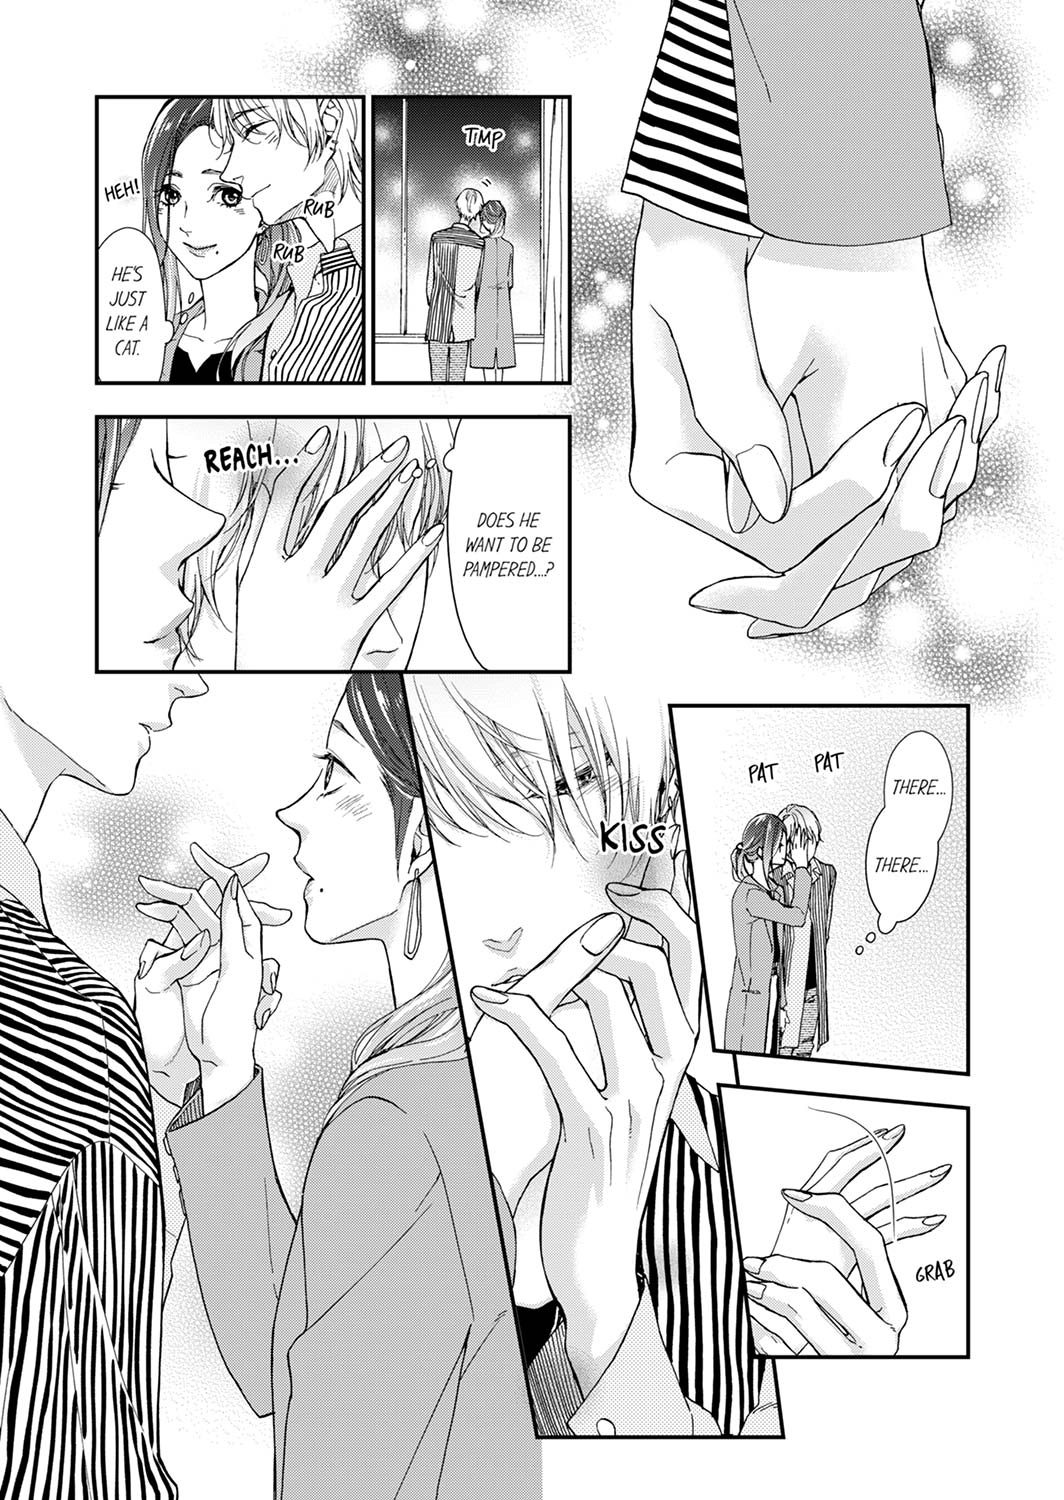 TMP
HEH!
RUB
RUB
HE'S
JUST
LIKE A
CAT.
REACH...
DOES HE
WANT TO BE
PAMPERED...?
PAT
PAT
THERE...
THERE...
GRAB
KISS